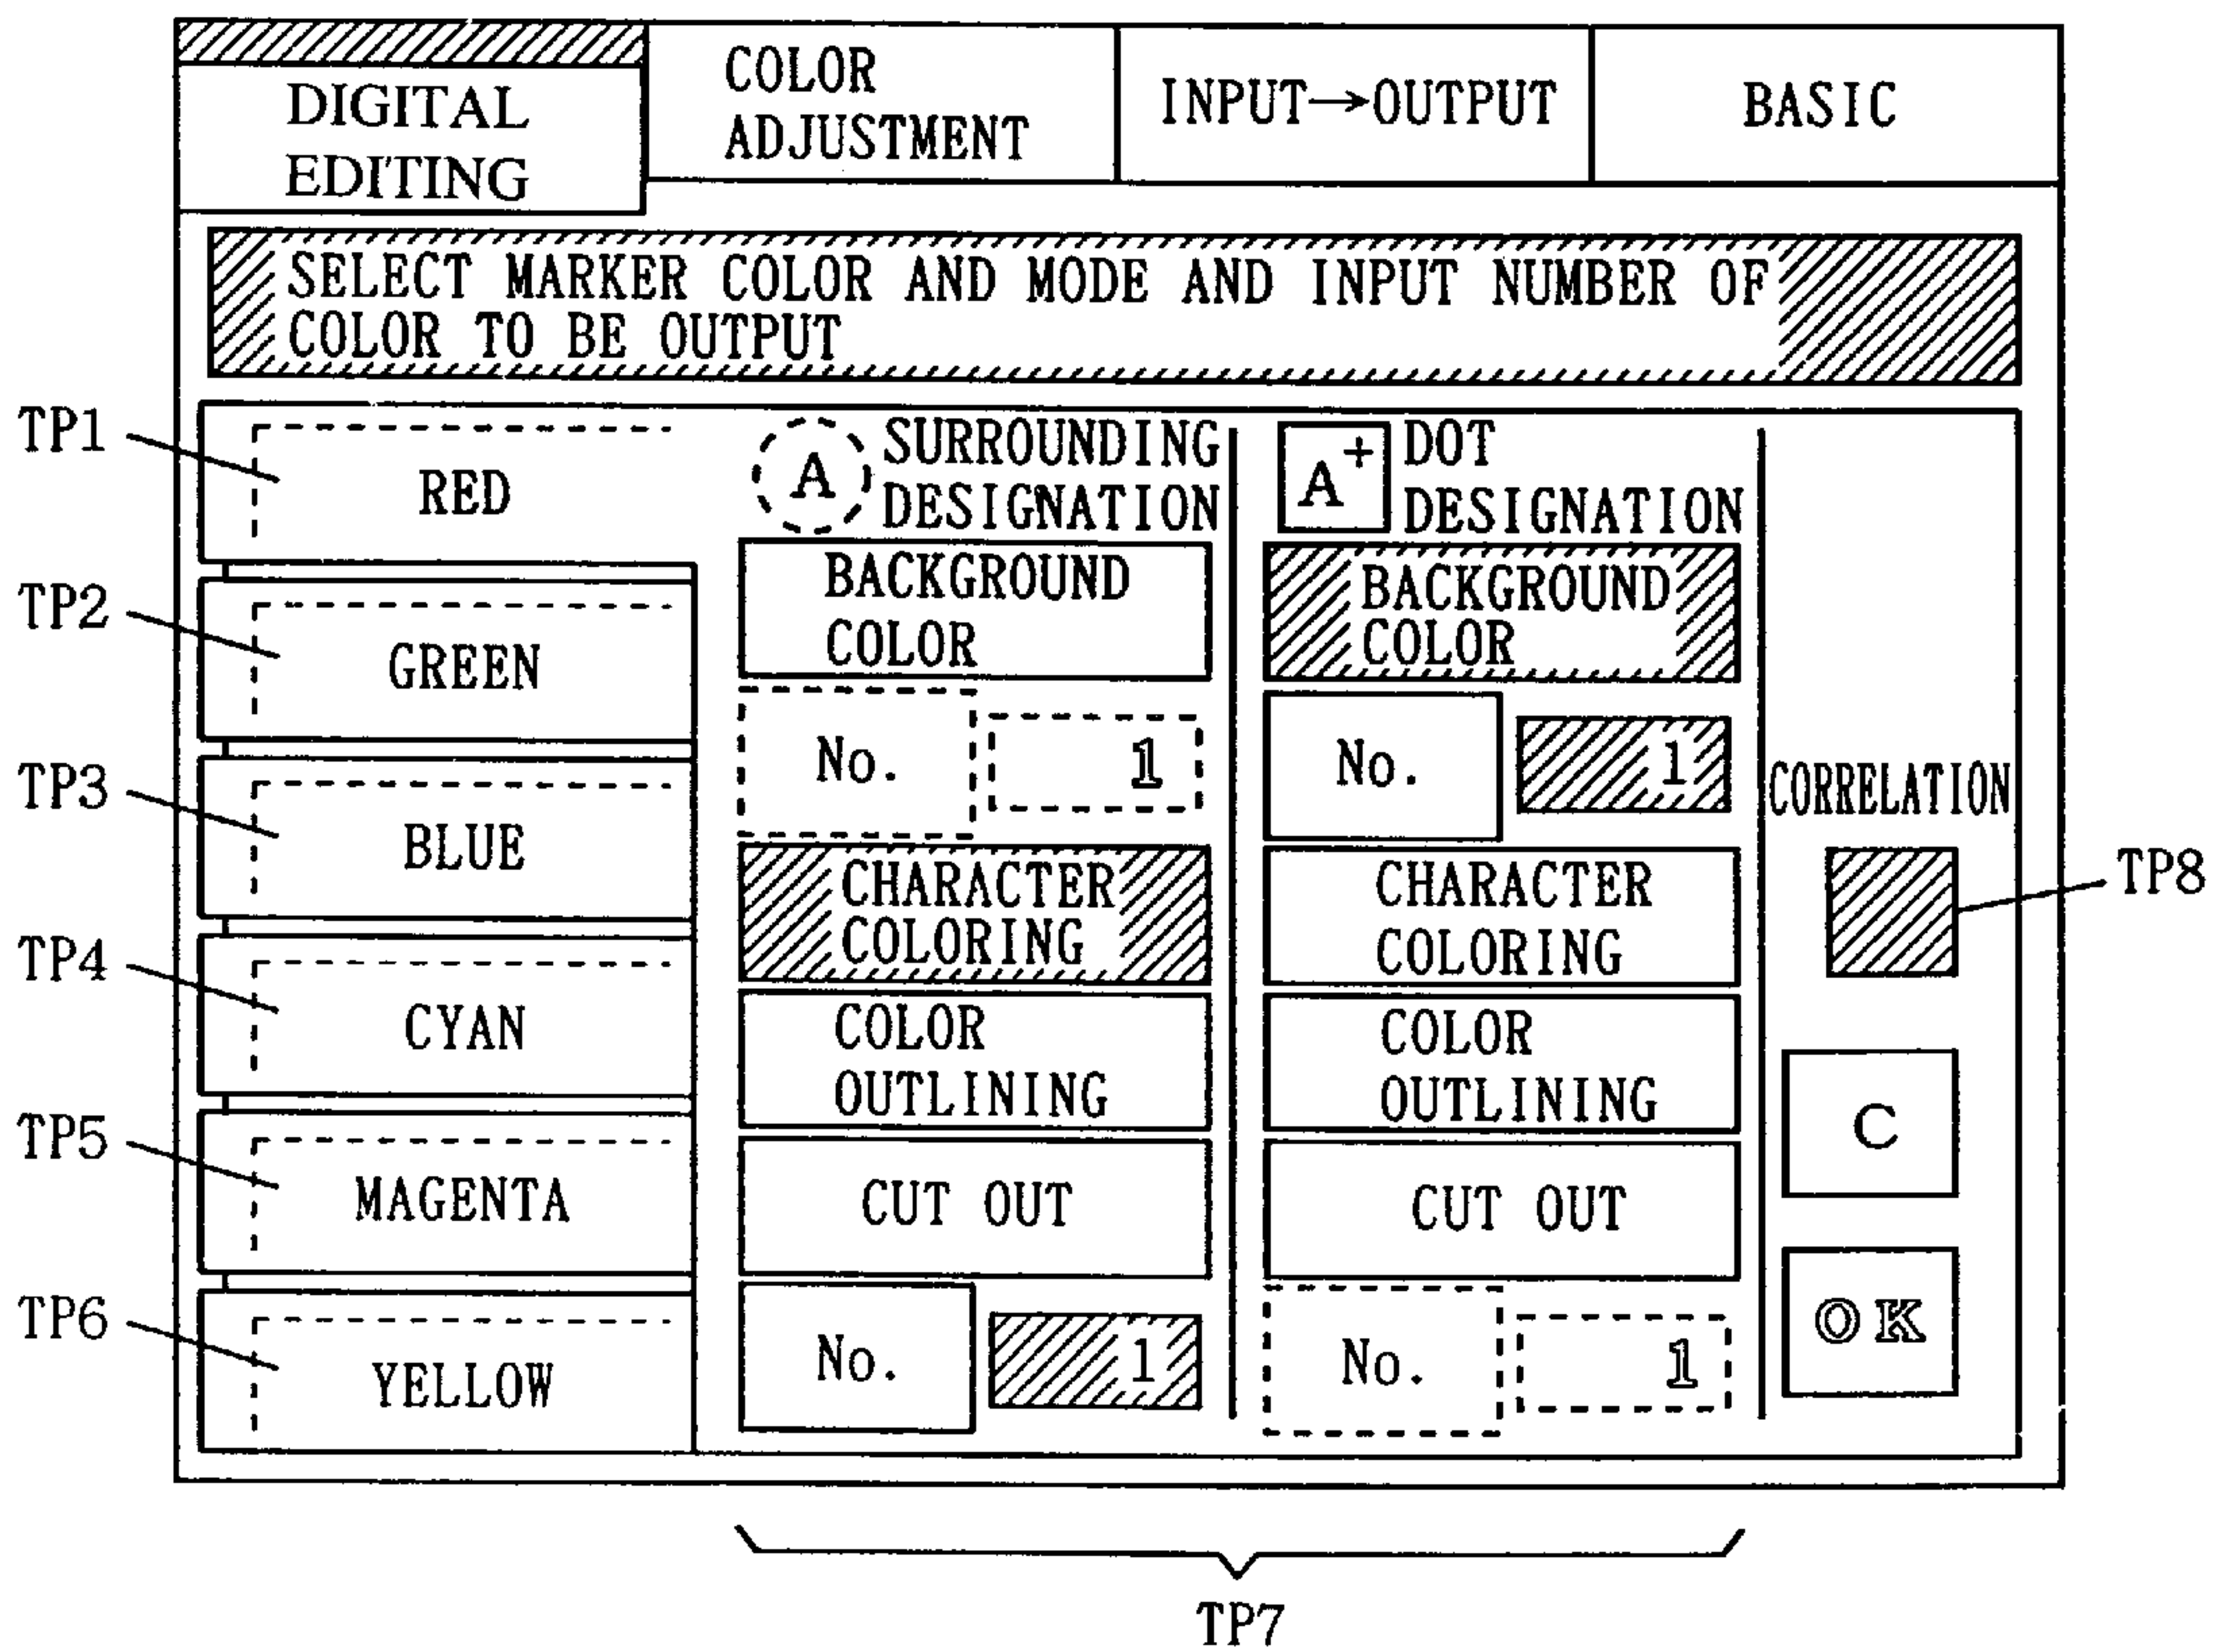 DIGITAL
EDITING
COLOR
ADJUSTMENT
INPUT→OUTPUT
BASIC
SELECT MARKER COLOR AND MODE AND INPUT NUMBER OF
COLOR TO BE OUTPUT
TP1
RED
TP2
GREEN
TP3
BLUE
TP4
CYAN
TP5
MAGENTA
TP6
YELLOW
A
SURROUNDING
DESIGNATION
BACKGROUND
COLOR
No. 1
CHARACTER
COLORING
COLOR
OUTLINING
CUT OUT
No. 1
A+
DOT
DESIGNATION
BACKGROUND
COLOR
No. 1
CHARACTER
COLORING
COLOR
OUTLINING
CUT OUT
No. 1
CORRELATION
TP8
C
OK
TP7